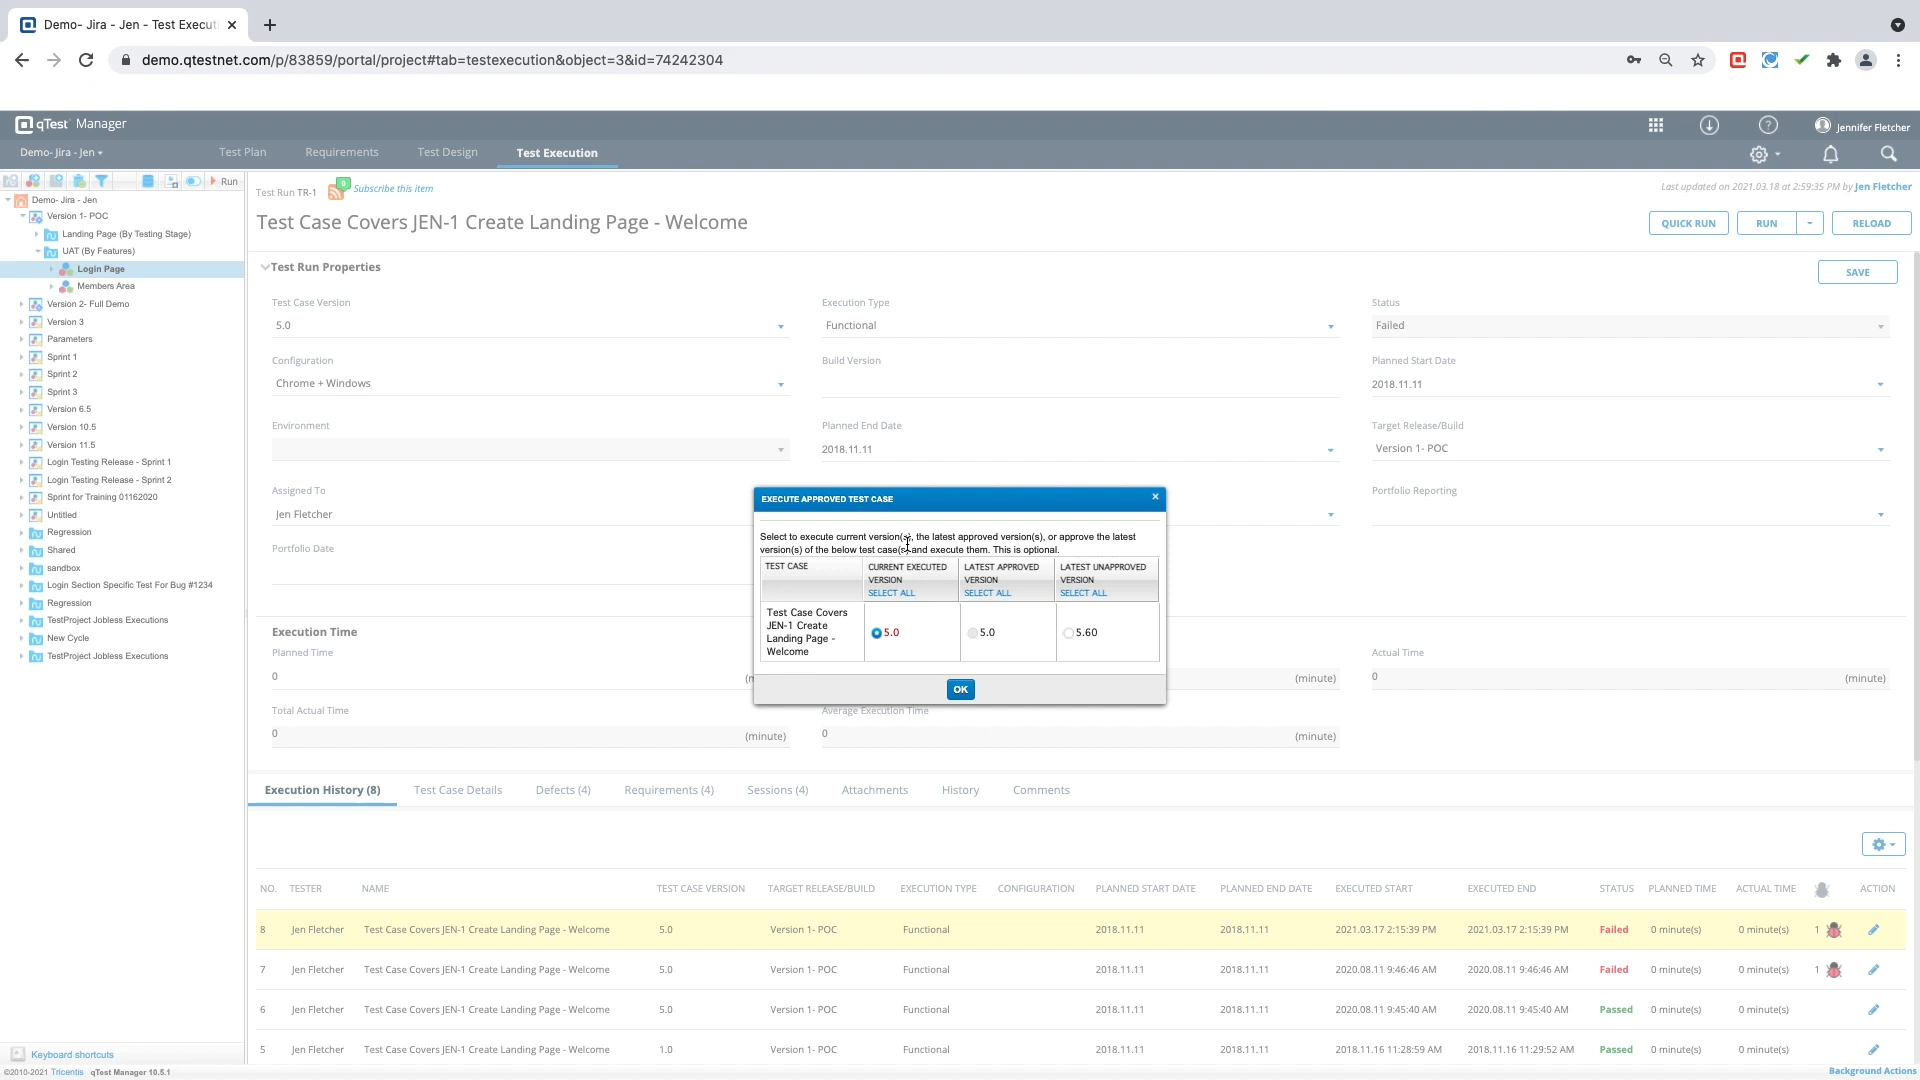 Demo- Jira - Jen - Test Execut
demo.qtestnet.com/p/83859/portal/project#tab=testexecution&object=3&id=74242304
qTest Manager
Jennifer Fletcher
Demo- Jira - Jen
Test Plan
Requirements
Test Design
Test Execution
Run
Demo- Jira - Jen
Version 1- POC
Landing Page (By Testing Stage)
UAT (By Features)
Login Page
Members Area
Version 2- Full Demo
Version 3
Parameters
Sprint 1
Sprint 2
Sprint 3
Version 6.5
Version 10.5
Version 11.5
Login Testing Release - Sprint 1
Login Testing Release - Sprint 2
Sprint for Training 01162020
Untitled
Regression
Shared
sandbox
Login Section Specific Test For Bug #1234
Regression
TestProject Jobless Executions
New Cycle
TestProject Jobless Executions
Keyboard shortcuts
Test Run TR-1
0
Subscribe this item
Last updated on 2021.03.18 at 2:59:35 PM by Jen Fletcher
Test Case Covers JEN-1 Create Landing Page - Welcome
QUICK RUN
RUN
RELOAD
Test Run Properties
SAVE
Test Case Version
5.0
Execution Type
Functional
Status
Failed
Configuration
Chrome + Windows
Build Version
Planned Start Date
2018.11.11
Environment
Planned End Date
2018.11.11
Target Release/Build
Version 1- POC
Assigned To
Jen Fletcher
Portfolio Reporting
Portfolio Date
EXECUTE APPROVED TEST CASE
Select to execute current version(s), the latest approved version(s), or approve the latest
version(s) of the below test case(s) and execute them. This is optional.
TEST CASE
CURRENT EXECUTED
VERSION
SELECT ALL
LATEST APPROVED
VERSION
SELECT ALL
LATEST UNAPPROVED
VERSION
SELECT ALL
Test Case Covers
JEN-1 Create
Landing Page -
Welcome
5.0
5.0
5.60
OK
Execution Time
Planned Time
0
(m
(minute)
Actual Time
0
(minute)
Total Actual Time
0
(minute)
Average Execution Time
0
(minute)
Execution History (8)
Test Case Details
Defects (4)
Requirements (4)
Sessions (4)
Attachments
History
Comments
NO. TESTER NAME TEST CASE VERSION TARGET RELEASE/BUILD EXECUTION TYPE CONFIGURATION PLANNED START DATE PLANNED END DATE EXECUTED START EXECUTED END STATUS PLANNED TIME ACTUAL TIME ACTION
8 Jen Fletcher Test Case Covers JEN-1 Create Landing Page - Welcome 5.0 Version 1- POC Functional 2018.11.11 2018.11.11 2021.03.17 2:15:39 PM 2021.03.17 2:15:39 PM Failed 0 minute(s) 0 minute(s) 1
7 Jen Fletcher Test Case Covers JEN-1 Create Landing Page - Welcome 5.0 Version 1- POC Functional 2018.11.11 2018.11.11 2020.08.11 9:46:46 AM 2020.08.11 9:46:46 AM Failed 0 minute(s) 0 minute(s) 1
6 Jen Fletcher Test Case Covers JEN-1 Create Landing Page - Welcome 5.0 Version 1- POC Functional 2018.11.11 2018.11.11 2020.08.11 9:45:40 AM 2020.08.11 9:45:40 AM Passed 0 minute(s) 0 minute(s)
5 Jen Fletcher Test Case Covers JEN-1 Create Landing Page - Welcome 1.0 Version 1- POC Functional 2018.11.11 2018.11.11 2018.11.16 11:28:59 AM 2018.11.16 11:29:52 AM Passed 0 minute(s) 0 minute(s)
©2010-2021 Tricentis qTest Manager 10.5.1
Background Actions